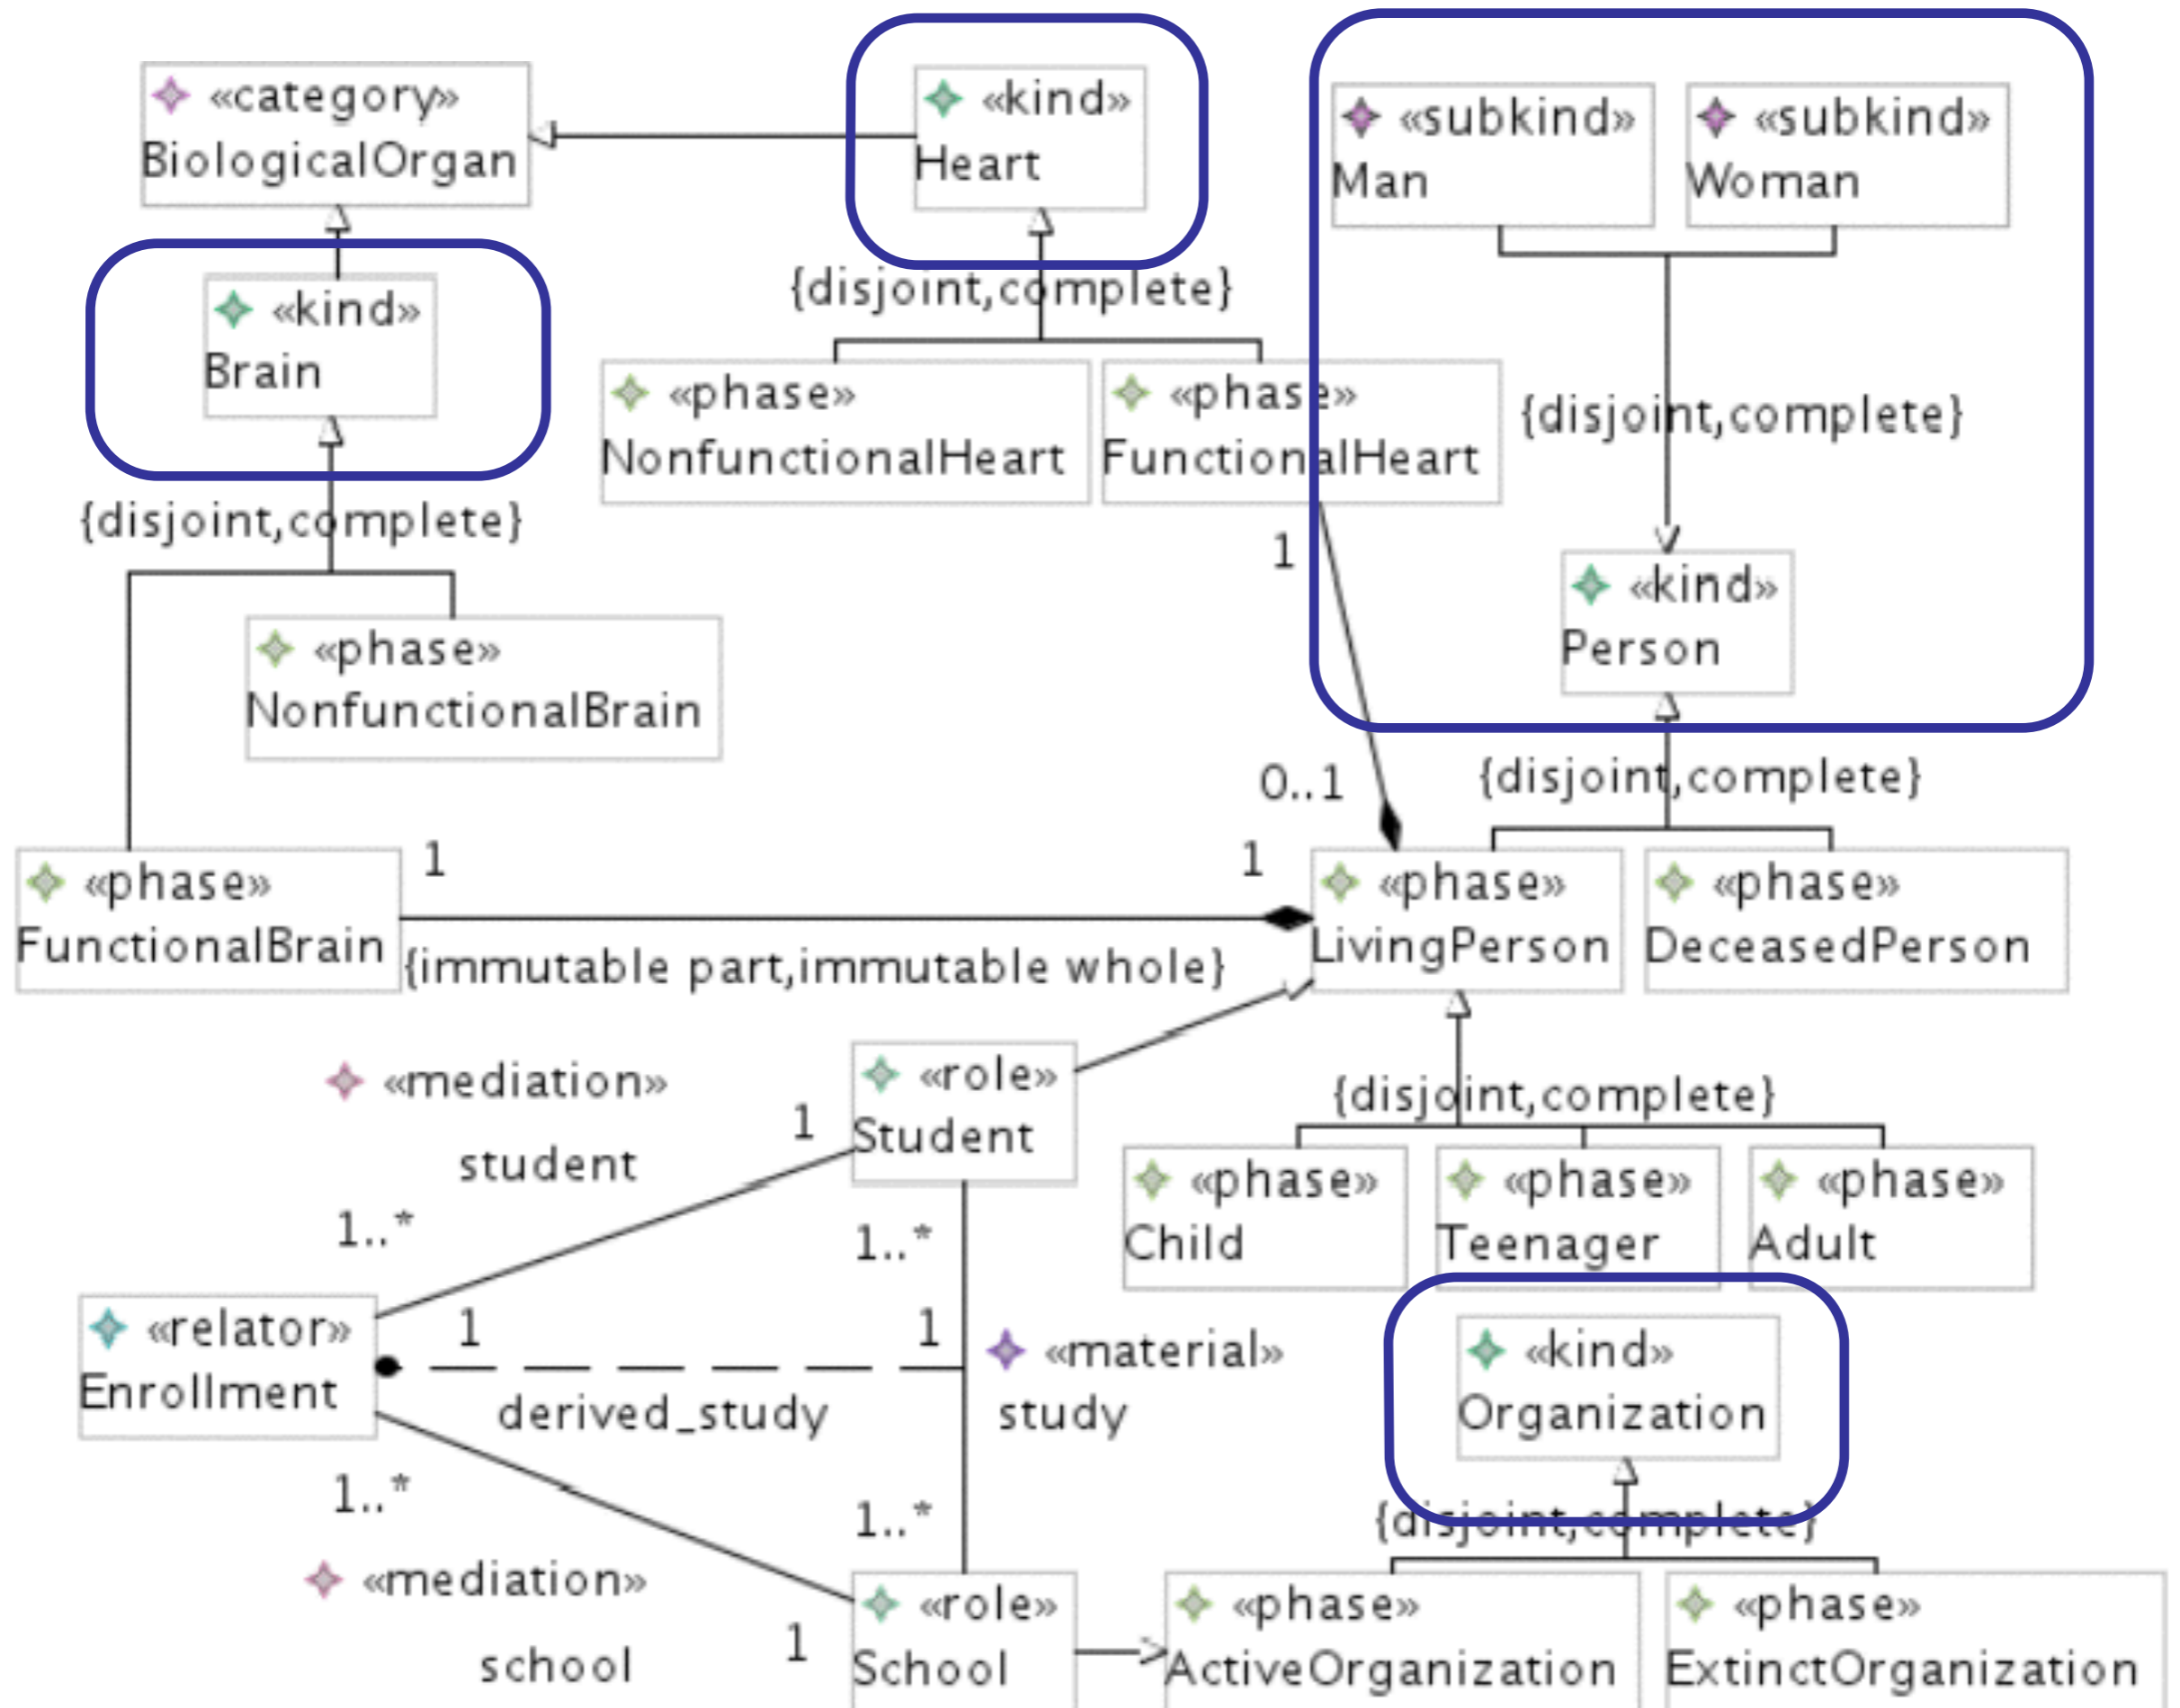 «category»
BiologicalOrgan
«kind»
Heart
«subkind»
Man
«subkind»
Woman
«kind»
Brain
{disjoint,complete}
«phase»
NonfunctionalHeart
«phase»
FunctionalHeart
{disjoint,complete}
{disjoint,complete}
1
«kind»
Person
«phase»
NonfunctionalBrain
0..1
{disjoint,complete}
«phase»
FunctionalBrain
1
1
{immutable part,immutable whole}
«phase»
LivingPerson
«phase»
DeceasedPerson
«mediation»
student
1
1..*
«role»
Student
{disjoint,complete}
«phase»
Child
«phase»
Teenager
«phase»
Adult
1..*
«relator»
Enrollment
1
1
derived_study
«material»
study
«kind»
Organization
1..*
1..*
{disjoint,complete}
«mediation»
school
1
«role»
School
«phase»
ActiveOrganization
«phase»
ExtinctOrganization